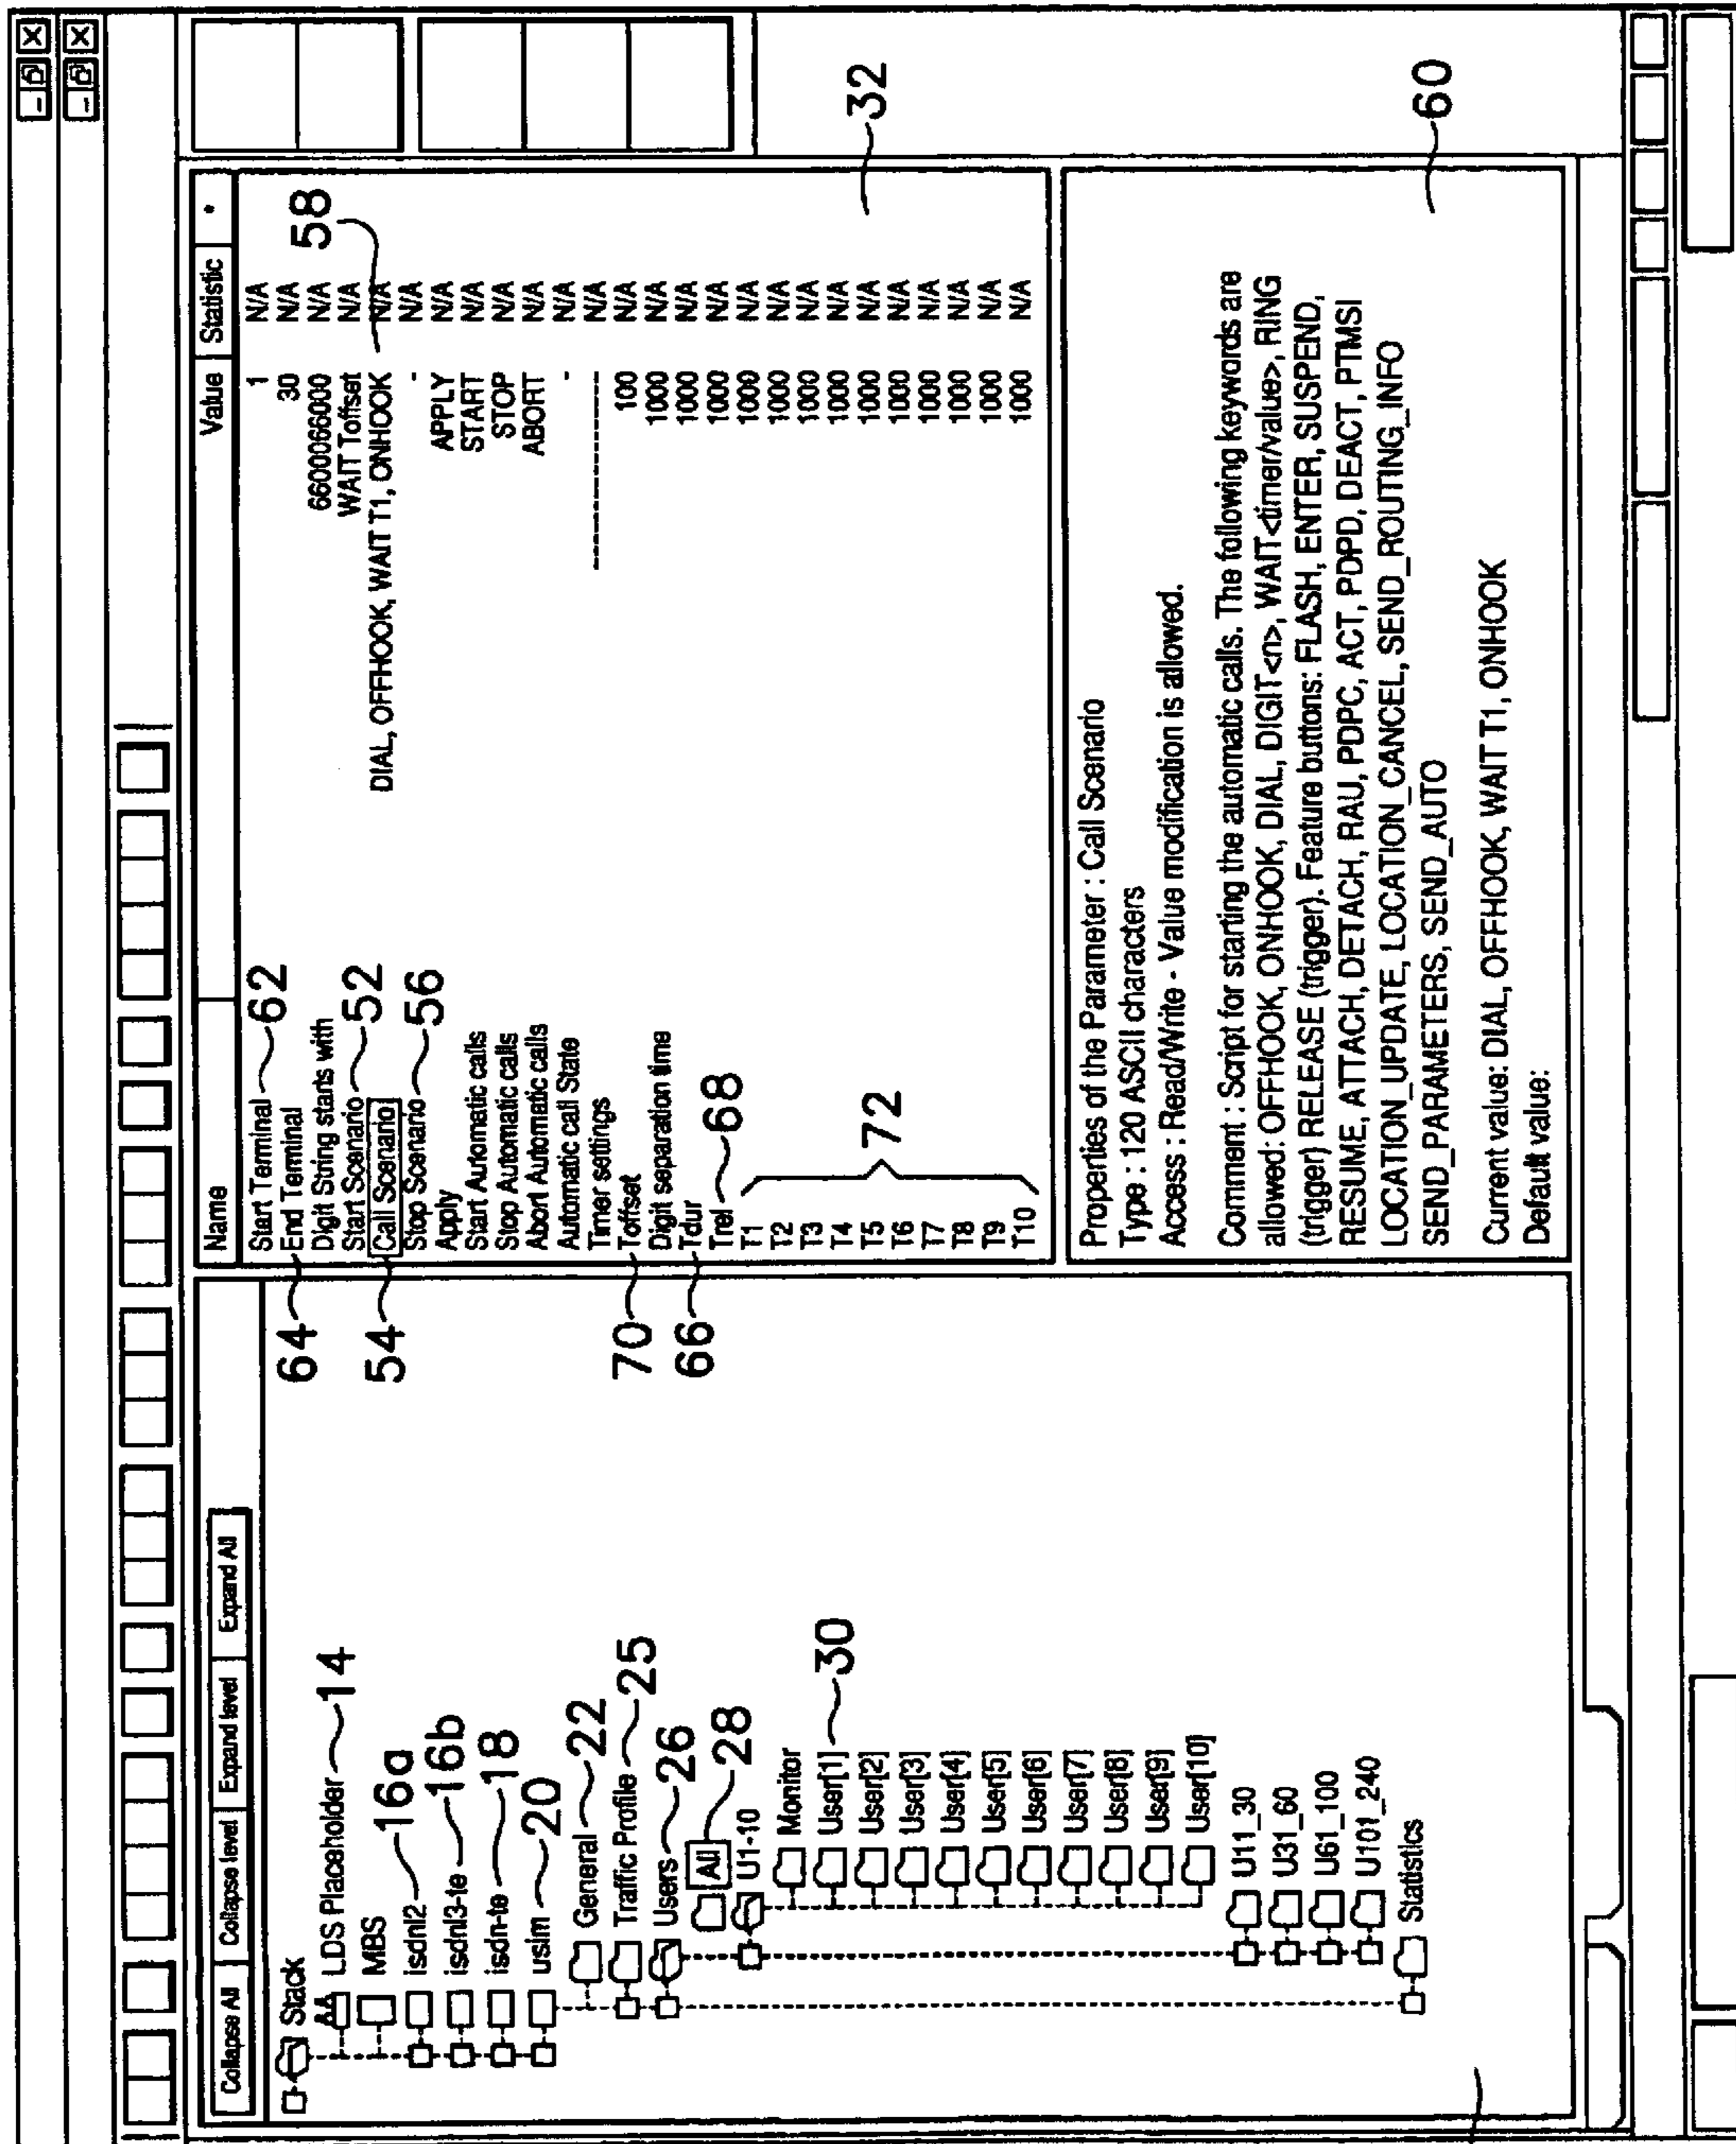 Collapse All Collapse level Expand level Expand All
Stack
LDS Placeholder 14
MBS
isdnl2 16a
isdnl3-te 16b
isdn-te 18
usim 20
General 22
Traffic Profile 25
Users 26
All 28
U1-10
Monitor
User[1] 30
User[2]
User[3]
User[4]
User[5]
User[6]
User[7]
User[8]
User[9]
User[10]
U11_30
U31_60
U61_100
U101_240
Statistics
Name Value Statistic *
Start Terminal 62 1 N/A
64 End Terminal 30 N/A
Digit String starts with 6600066000 N/A
Start Scenario 52 WAIT Toffset N/A
54 Call Scenario DIAL, OFFHOOK, WAIT T1, ONHOOK N/A 58
Stop Scenario 56 - N/A
Apply APPLY N/A
Start Automatic calls START N/A
Stop Automatic calls STOP N/A
Abort Automatic calls ABORT N/A
Automatic call State - -
Timer settings -------------- N/A
70 Toffset 100 N/A
Digit separation time 1000 N/A
66 Tdur 1000 N/A
Trel 68 1000 N/A
T1 1000 N/A
T2 1000 N/A
T3 1000 N/A
T4 1000 N/A
T5 1000 N/A
T6 1000 N/A
T7 1000 N/A
T8 1000 N/A
T9 1000 N/A
T10 1000 N/A
72
32
Properties of the Parameter : Call Scenario
Type : 120 ASCII characters
Access : Read/Write - Value modification is allowed.
Comment : Script for starting the automatic calls. The following keywords are
allowed: OFFHOOK, ONHOOK, DIAL, DIGIT<n>, WAIT<timer/value>, RING
(trigger) RELEASE (trigger). Feature buttons: FLASH, ENTER, SUSPEND,
RESUME, ATTACH, DETACH, RAU, PDPC, ACT, PDPD, DEACT, PTMSI
LOCATION_UPDATE, LOCATION_CANCEL, SEND_ROUTING_INFO
SEND_PARAMETERS, SEND_AUTO
Current value: DIAL, OFFHOOK, WAIT T1, ONHOOK
Default value:
60